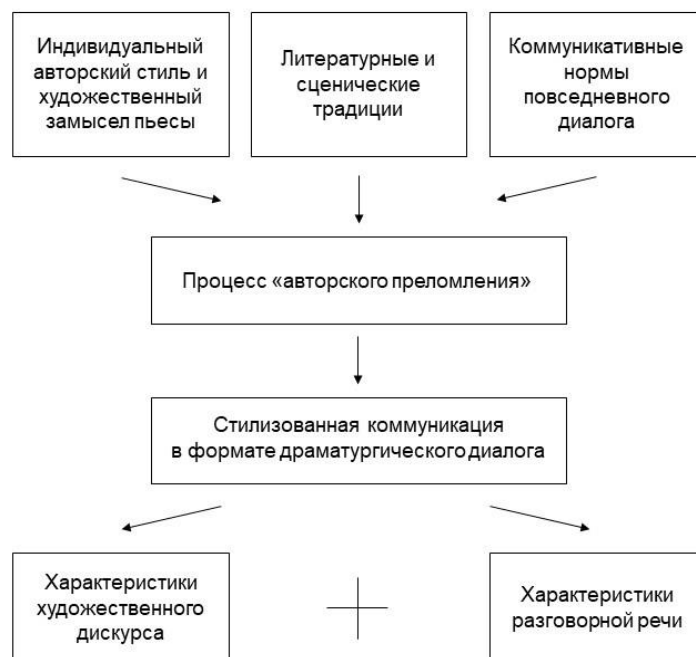 Индивидуальный
авторский стиль и
художественный
замысел пьесы
Литературные и
сценические
традиции
Коммуникативные
нормы
повседневного
диалога
Процесс «авторского преломления»
Стилизованная коммуникация
в формате драматургического диалога
Характеристики
художественного
дискурса
Характеристики
разговорной речи